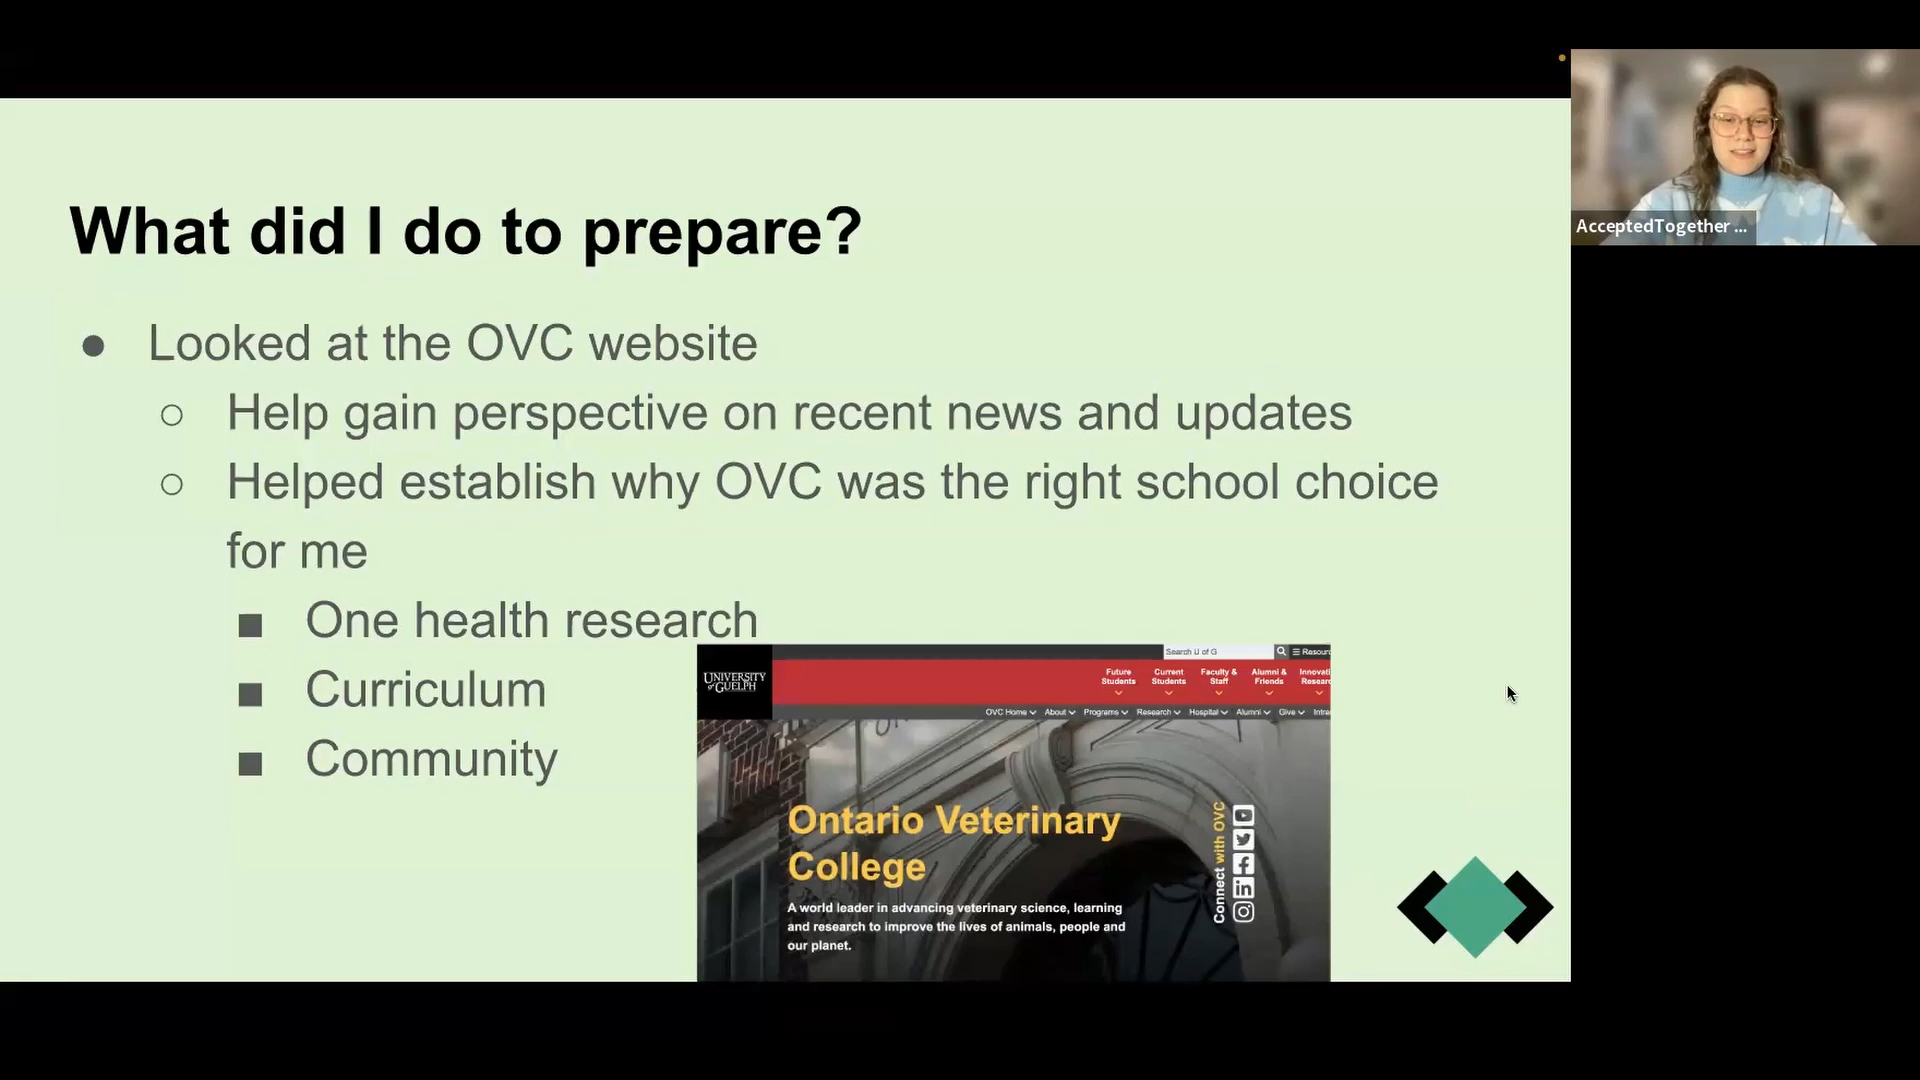 AcceptedTogether ...
What did I do to prepare?
● Looked at the OVC website
○ Help gain perspective on recent news and updates
○ Helped establish why OVC was the right school choice
for me
■ One health research
■ Curriculum
■ Community
Search U of G
UNIVERSITY
of GUELPH
Future
Students
Current
Students
Faculty &
Staff
Alumni &
Friends
Innovati
Researc
OVC Home About Programs Research Hospital Alumni Give Intra
Ontario Veterinary
College
A world leader in advancing veterinary science, learning
and research to improve the lives of animals, people and
our planet.
Connect with OVC